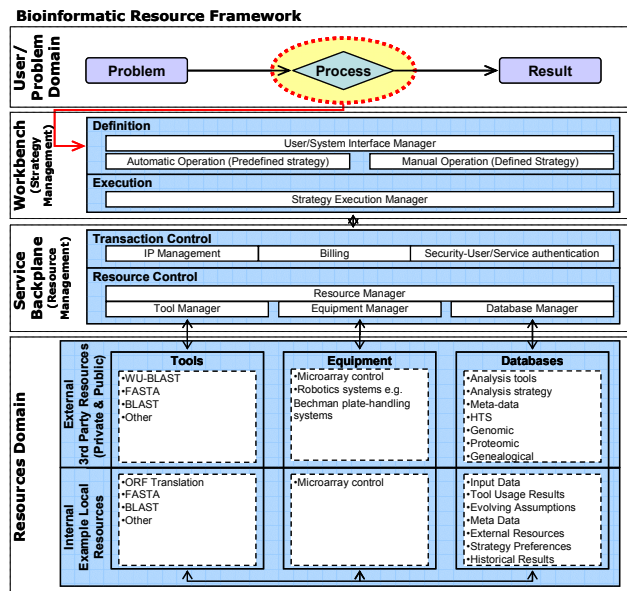 Bioinformatic Resource Framework
User/
Problem
Domain
Problem
Process
Result
Workbench
(Strategy
Management)
Definition
User/System Interface Manager
Automatic Operation (Predefined strategy)
Manual Operation (Defined Strategy)
Execution
Strategy Execution Manager
Service
Backplane
(Resource
Management)
Transaction Control
IP Management
Billing
Security-User/Service authentication
Resource Control
Resource Manager
Tool Manager
Equipment Manager
Database Manager
Resources Domain
External
3rd Party Resources
(Private & Public)
Tools
•WU-BLAST
•FASTA
•BLAST
•Other
Equipment
•Microarray control
•Robotics systems e.g.
Bechman plate-handling
systems
Databases
•Analysis tools
•Analysis strategy
•Meta-data
•HTS
•Genomic
•Proteomic
•Genealogical
Internal
Example Local
Resources
•ORF Translation
•FASTA
•BLAST
•Other
•Microarray control
•Input Data
•Tool Usage Results
•Evolving Assumptions
•Meta Data
•External Resources
•Strategy Preferences
•Historical Results